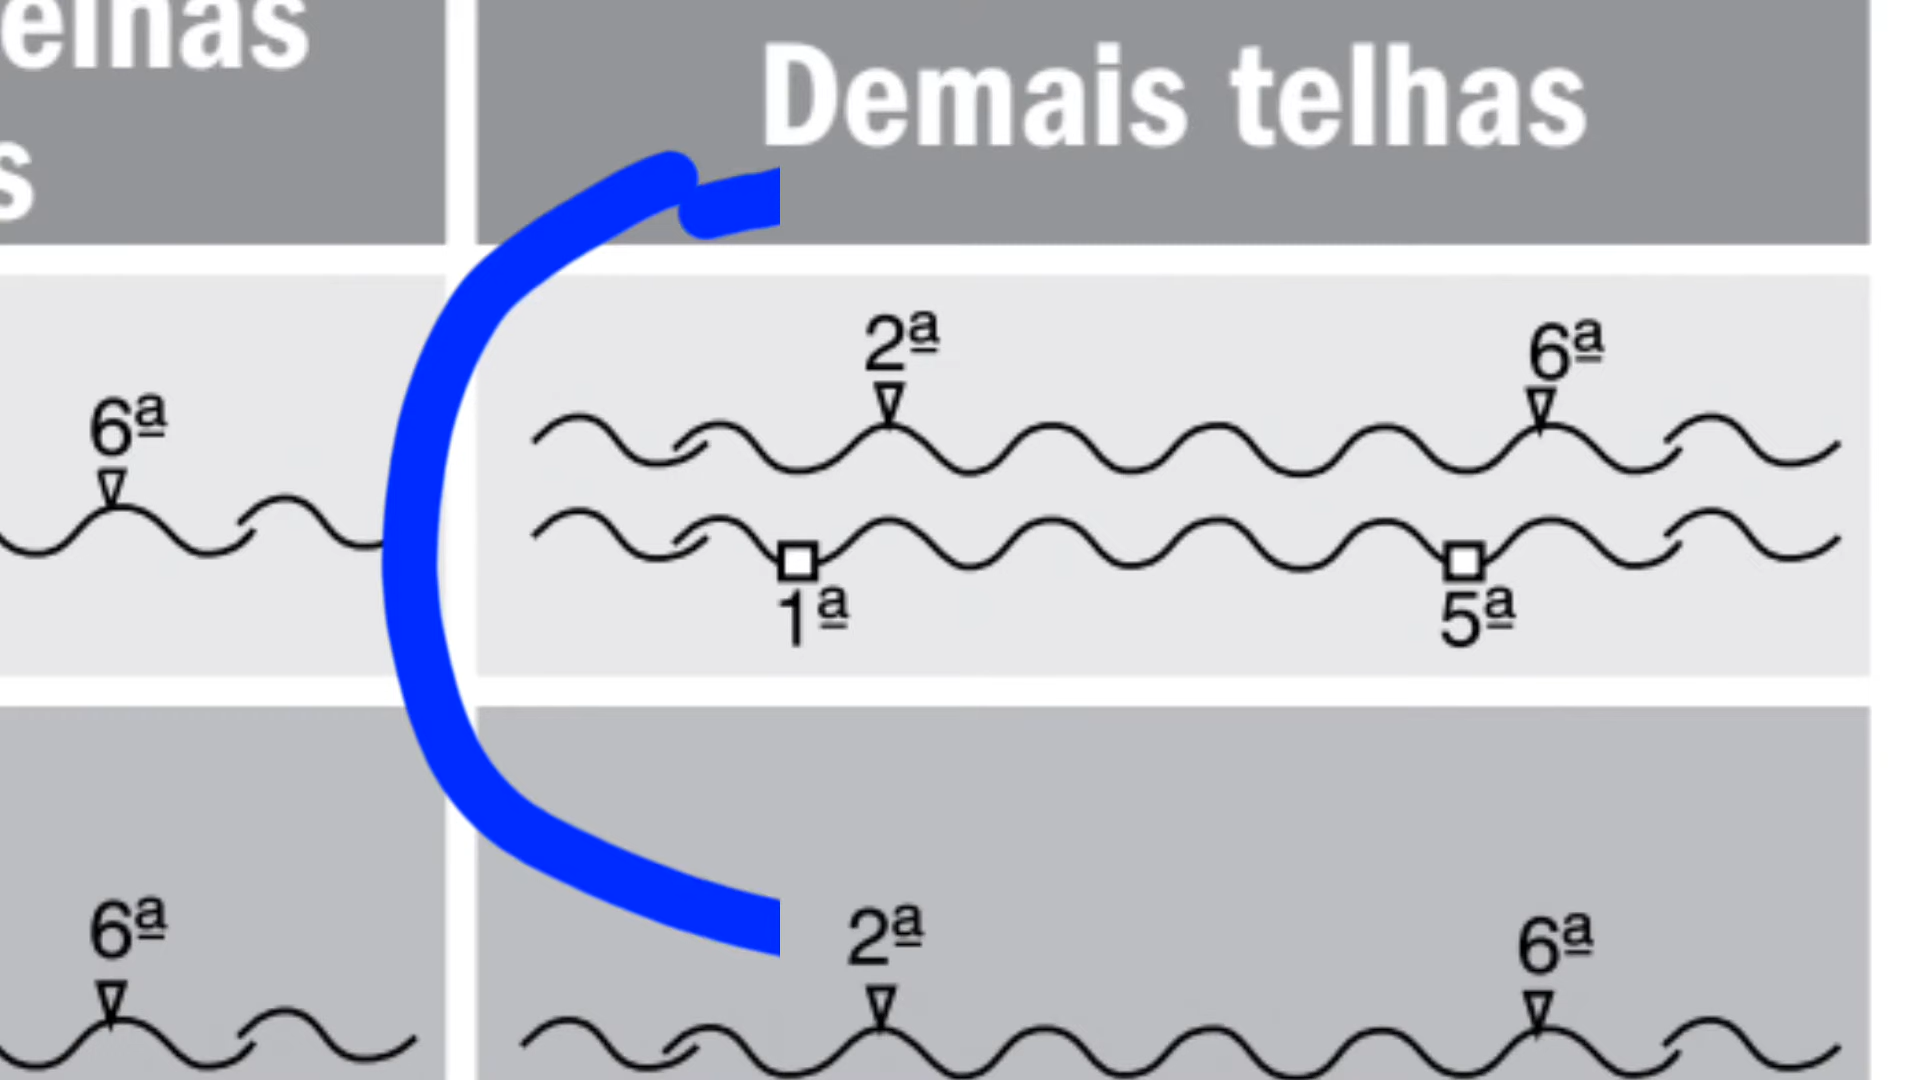 elhas
s
Demais telhas
6ª
2ª 6ª
1ª 5ª
6ª
2ª 6ª